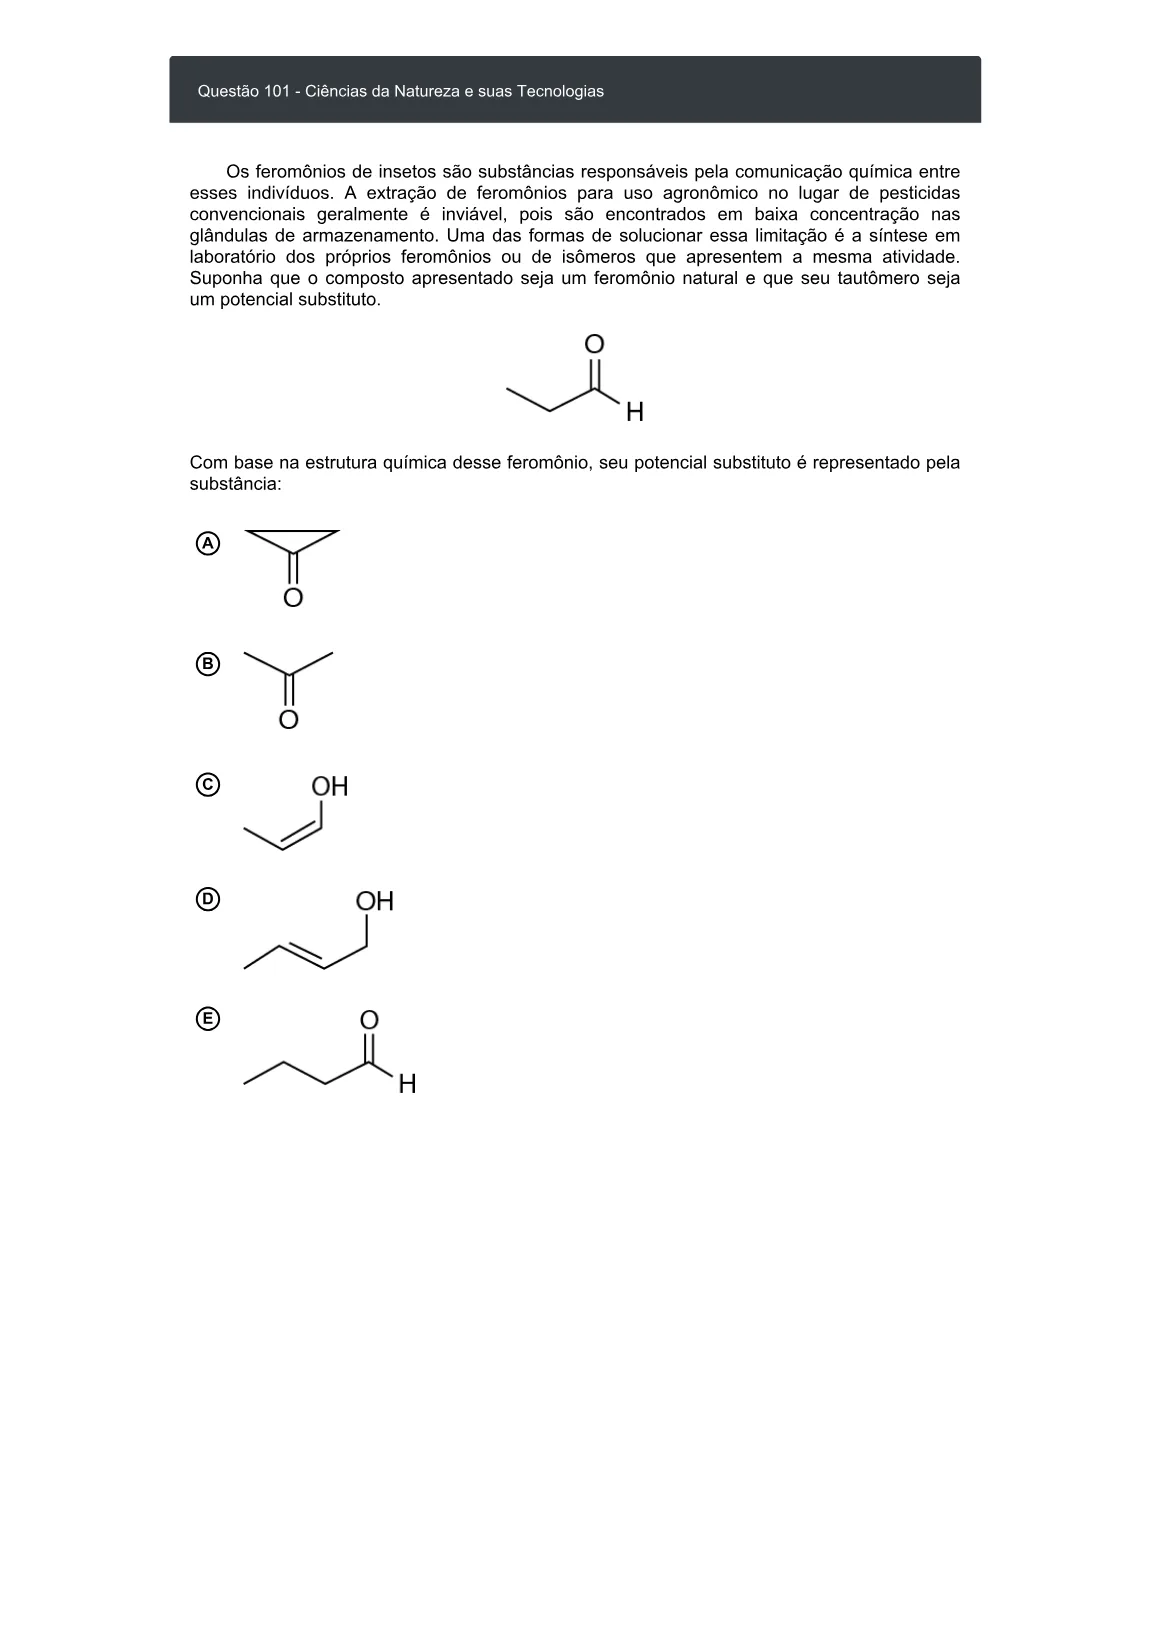 Questão 101 - Ciências da Natureza e suas Tecnologias
Os feromônios de insetos são substâncias responsáveis pela comunicação química entre
esses indivíduos. A extração de feromônios para uso agronômico no lugar de pesticidas
convencionais geralmente é inviável, pois são encontrados em baixa concentração nas
glândulas de armazenamento. Uma das formas de solucionar essa limitação é a síntese em
laboratório dos próprios feromônios ou de isômeros que apresentem a mesma atividade.
Suponha que o composto apresentado seja um feromônio natural e que seu tautômero seja
um potencial substituto.
O
H
Com base na estrutura química desse feromônio, seu potencial substituto é representado pela
substância:
A
O
B
O
C
OH
D
OH
E
O
H